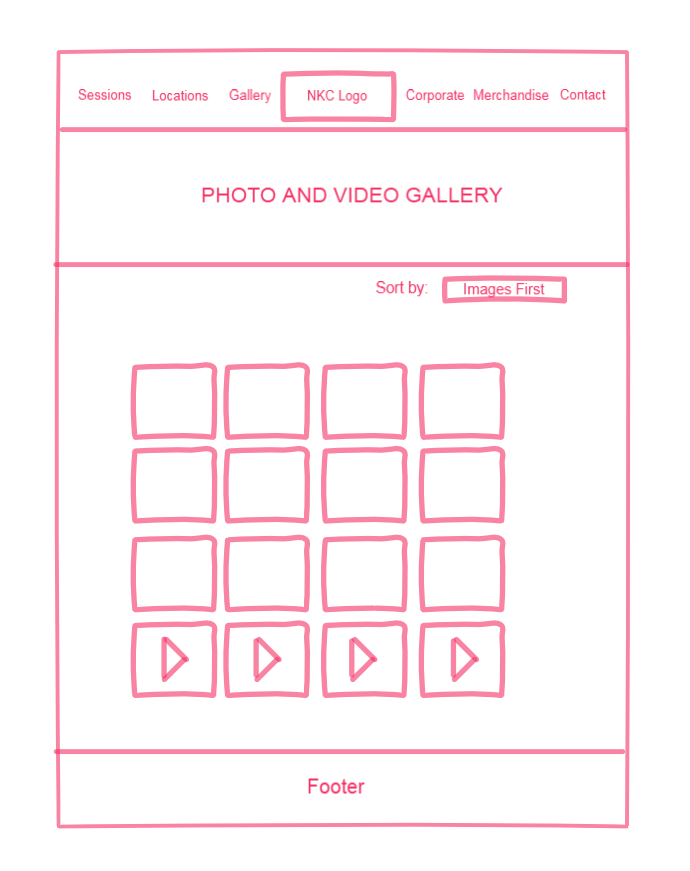 Sessions Locations Gallery NKC Logo Corporate Merchandise Contact
PHOTO AND VIDEO GALLERY
Sort by: Images First
Footer